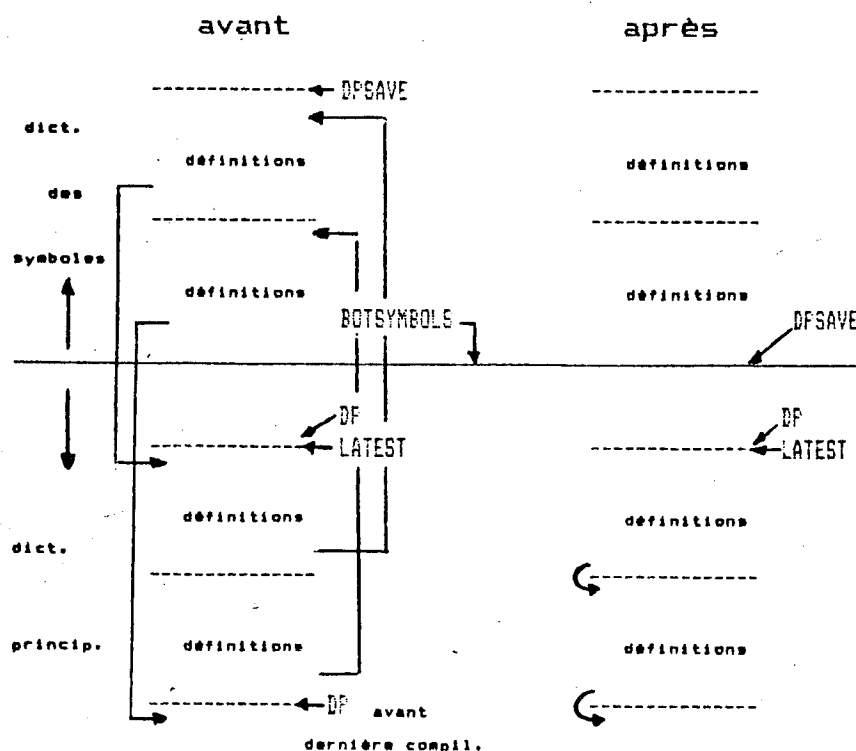 avant après
DPSAVE
dict.
définitions définitions
des
symboles
définitions définitions
BOTSYMBOLS DPSAVE
DP DP
LATEST LATEST
définitions définitions
dict.
princip. définitions définitions
DP avant
dernière compil.